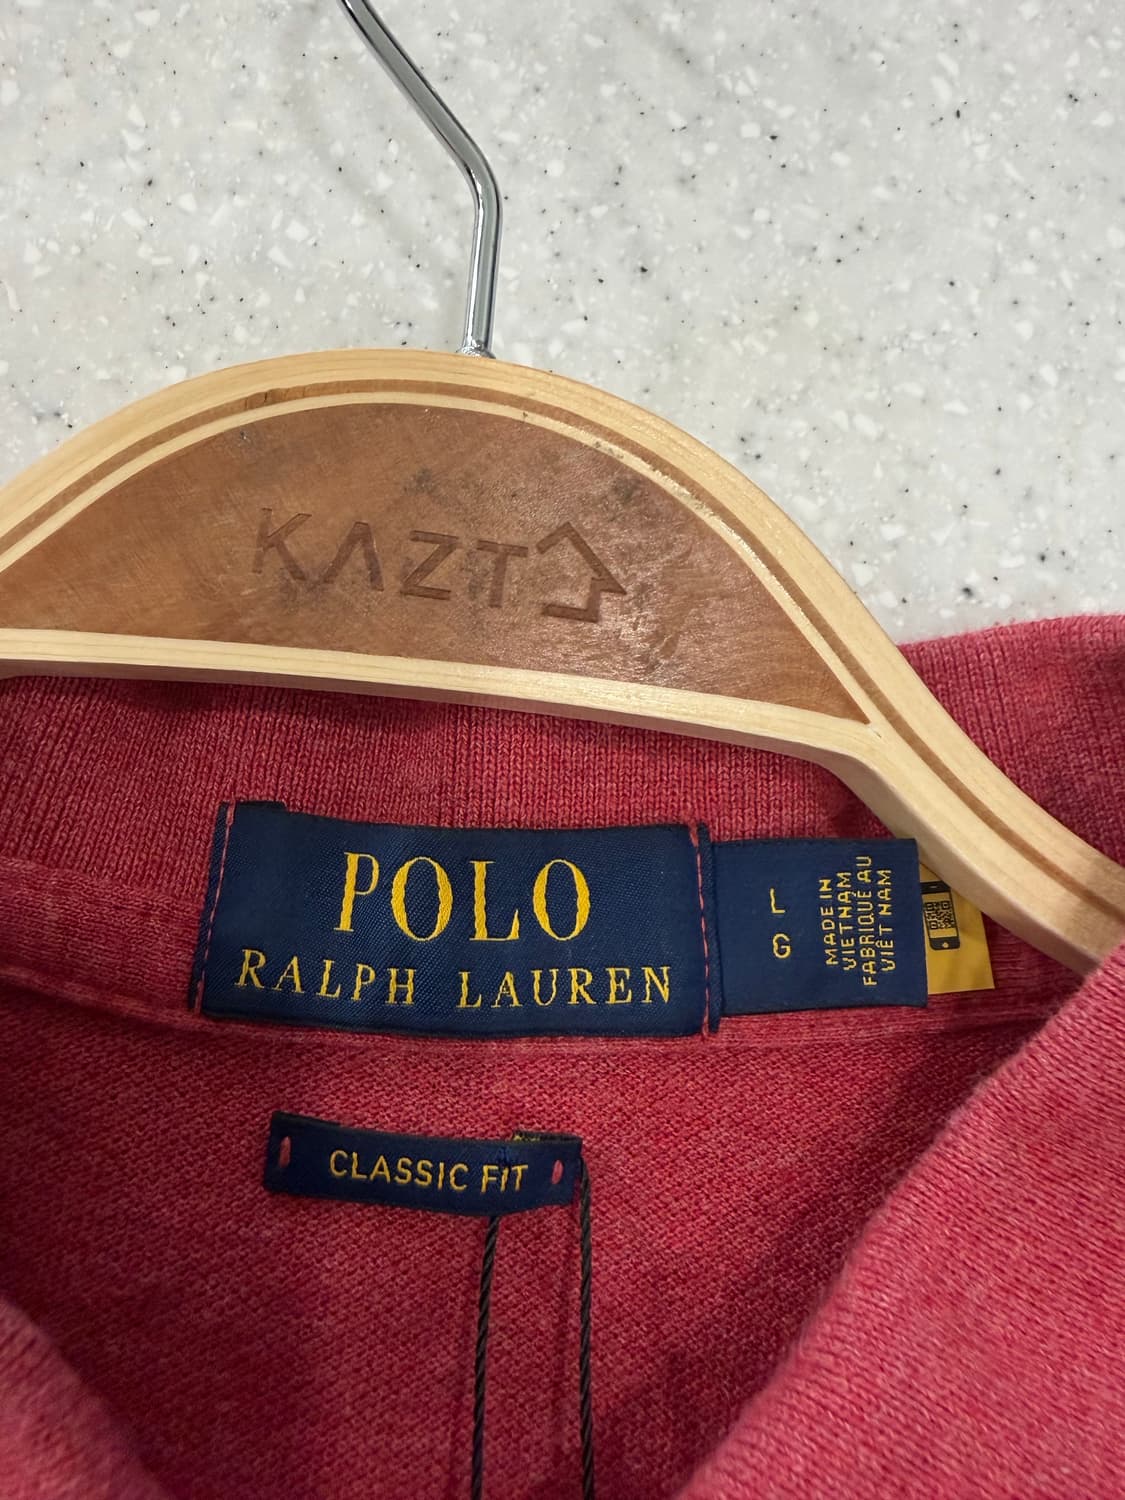 KAZT
POLO
RALPH LAUREN
L
G
MADE IN
VIETNAM
FABRIQUÉ AU
VIÊT NAM
CLASSIC FIT